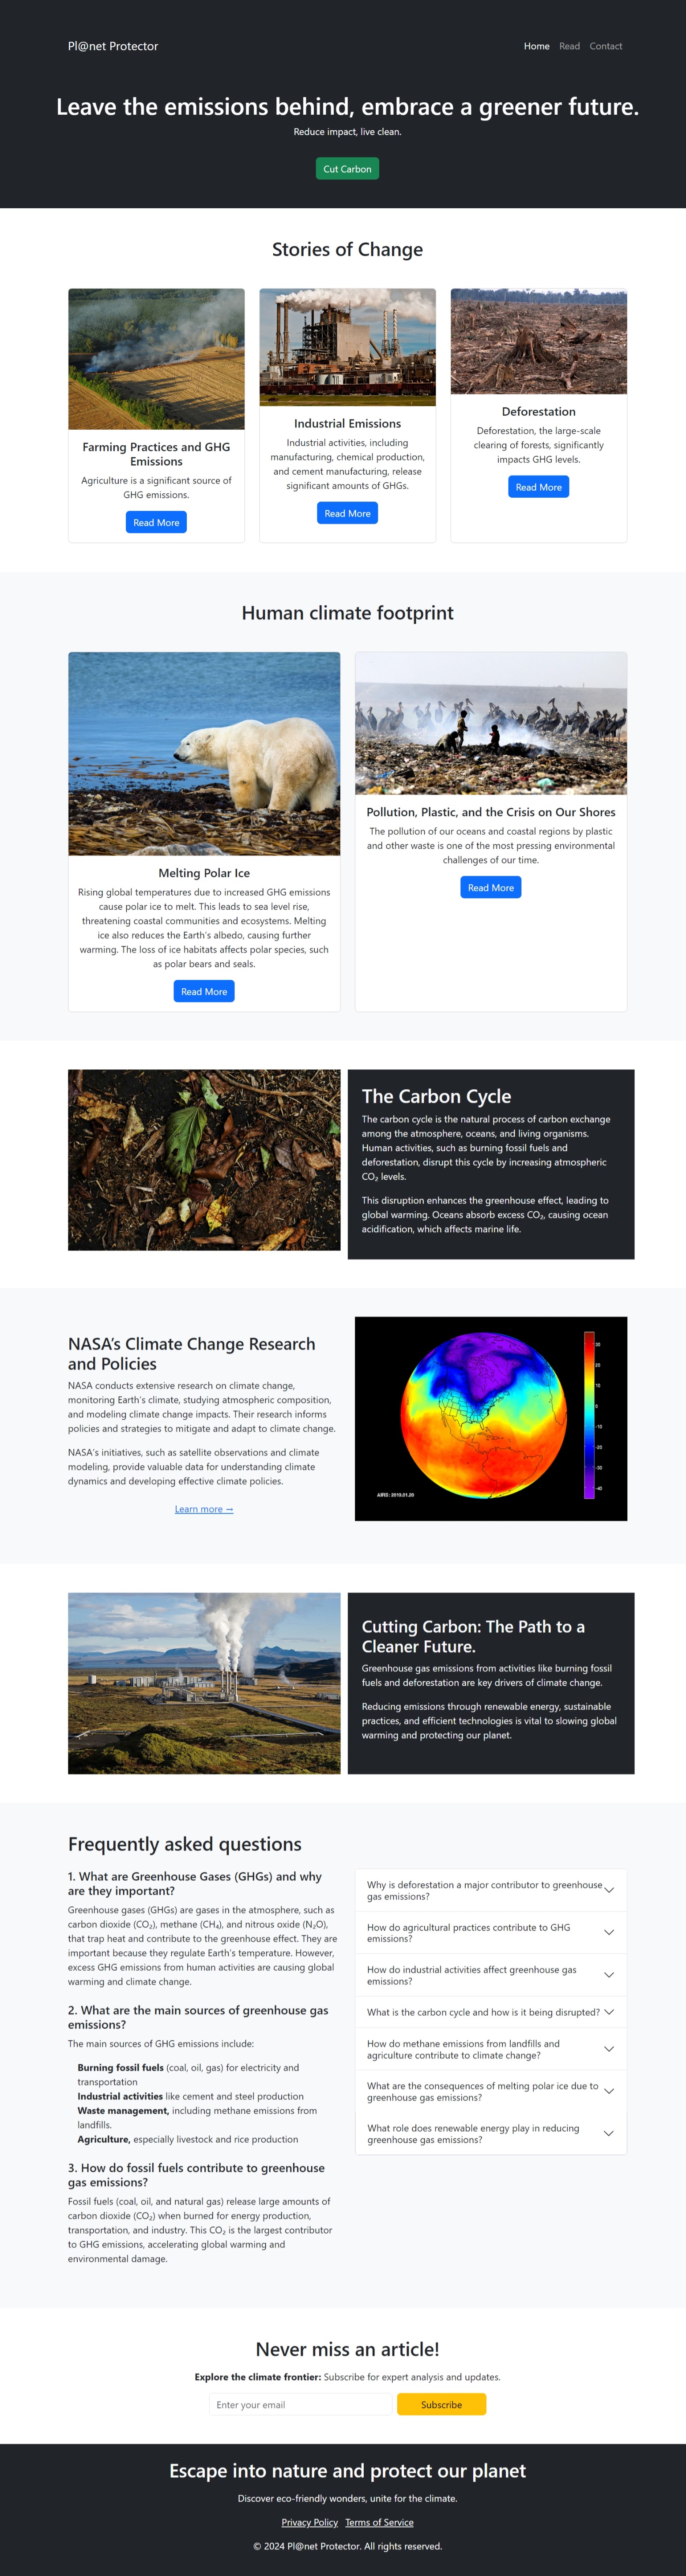 Pl@net Protector
Home Read Contact
Leave the emissions behind, embrace a greener future.
Reduce impact, live clean.
Cut Carbon
Stories of Change
Farming Practices and GHG
Emissions
Agriculture is a significant source of
GHG emissions.
Read More
Industrial Emissions
Industrial activities, including
manufacturing, chemical production,
and cement manufacturing, release
significant amounts of GHGs.
Read More
Deforestation
Deforestation, the large-scale
clearing of forests, significantly
impacts GHG levels.
Read More
Human climate footprint
Melting Polar Ice
Rising global temperatures due to increased GHG emissions
cause polar ice to melt. This leads to sea level rise,
threatening coastal communities and ecosystems. Melting
ice also reduces the Earth's albedo, causing further
warming. The loss of ice habitats affects polar species, such
as polar bears and seals.
Read More
Pollution, Plastic, and the Crisis on Our Shores
The pollution of our oceans and coastal regions by plastic
and other waste is one of the most pressing environmental
challenges of our time.
Read More
The Carbon Cycle
The carbon cycle is the natural process of carbon exchange
among the atmosphere, oceans, and living organisms.
Human activities, such as burning fossil fuels and
deforestation, disrupt this cycle by increasing atmospheric
CO₂ levels.
This disruption enhances the greenhouse effect, leading to
global warming. Oceans absorb excess CO₂, causing ocean
acidification, which affects marine life.
NASA's Climate Change Research
and Policies
NASA conducts extensive research on climate change,
monitoring Earth's climate, studying atmospheric composition,
and modeling climate change impacts. Their research informs
policies and strategies to mitigate and adapt to climate change.
NASA's initiatives, such as satellite observations and climate
modeling, provide valuable data for understanding climate
dynamics and developing effective climate policies.
Learn more →
30
20
10
0
-10
-20
-30
-40
AIRS: 2019.01.20
Cutting Carbon: The Path to a
Cleaner Future.
Greenhouse gas emissions from activities like burning fossil
fuels and deforestation are key drivers of climate change.
Reducing emissions through renewable energy, sustainable
practices, and efficient technologies is vital to slowing global
warming and protecting our planet.
Frequently asked questions
1. What are Greenhouse Gases (GHGs) and why
are they important?
Greenhouse gases (GHGs) are gases in the atmosphere, such as
carbon dioxide (CO₂), methane (CH₄), and nitrous oxide (N₂O),
that trap heat and contribute to the greenhouse effect. They are
important because they regulate Earth's temperature. However,
excess GHG emissions from human activities are causing global
warming and climate change.
2. What are the main sources of greenhouse gas
emissions?
The main sources of GHG emissions include:
Burning fossil fuels (coal, oil, gas) for electricity and
transportation
Industrial activities like cement and steel production
Waste management, including methane emissions from
landfills.
Agriculture, especially livestock and rice production
3. How do fossil fuels contribute to greenhouse
gas emissions?
Fossil fuels (coal, oil, and natural gas) release large amounts of
carbon dioxide (CO₂) when burned for energy production,
transportation, and industry. This CO₂ is the largest contributor
to GHG emissions, accelerating global warming and
environmental damage.
Why is deforestation a major contributor to greenhouse
gas emissions?
How do agricultural practices contribute to GHG
emissions?
How do industrial activities affect greenhouse gas
emissions?
What is the carbon cycle and how is it being disrupted?
How do methane emissions from landfills and
agriculture contribute to climate change?
What are the consequences of melting polar ice due to
greenhouse gas emissions?
What role does renewable energy play in reducing
greenhouse gas emissions?
Never miss an article!
Explore the climate frontier: Subscribe for expert analysis and updates.
Enter your email
Subscribe
Escape into nature and protect our planet
Discover eco-friendly wonders, unite for the climate.
Privacy Policy Terms of Service
© 2024 Pl@net Protector. All rights reserved.